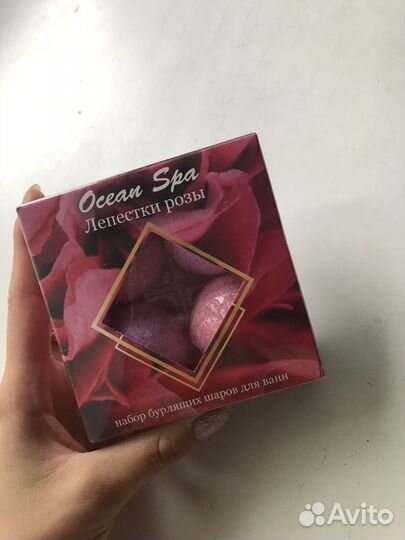 Ocean Spa
Лепестки розы
набор бурлящих шаров для ванн
Avito